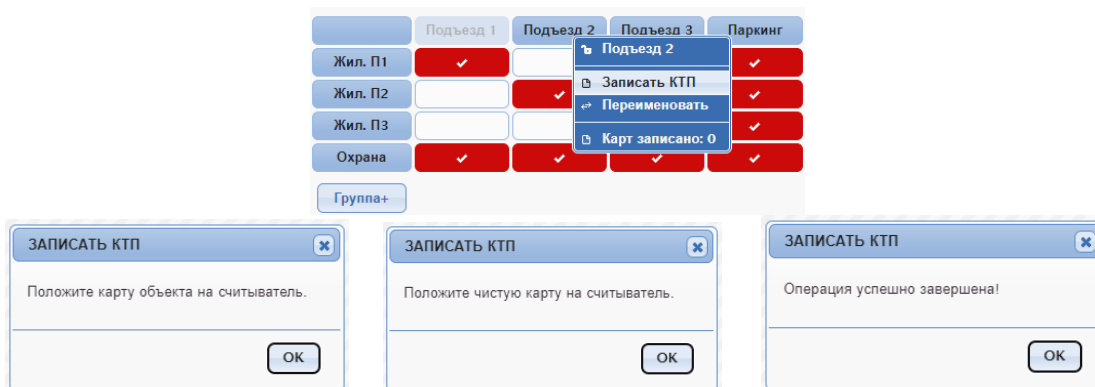 Подъезд 1 Подъезд 2 Подъезд 3 Паркинг
Жил. П1
Жил. П2
Жил. П3
Охрана
Группа+
Подъезд 2
Записать КТП
Переименовать
Карт записано: 0
ЗАПИСАТЬ КТП
Положите карту объекта на считыватель.
OK
ЗАПИСАТЬ КТП
Положите чистую карту на считыватель.
OK
ЗАПИСАТЬ КТП
Операция успешно завершена!
OK